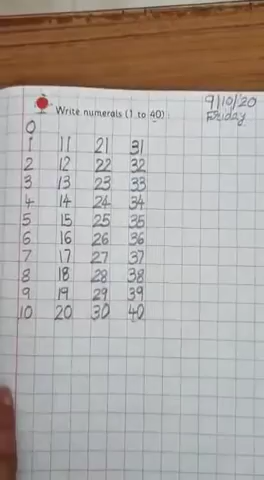 9/10/20
Write numerals (1 to 40) :
Friday
0
1 11 21 31
2 12 22 32
3 13 23 33
4 14 24 34
5 15 25 35
6 16 26 36
7 17 27 37
8 18 28 38
9 19 29 39
10 20 30 40